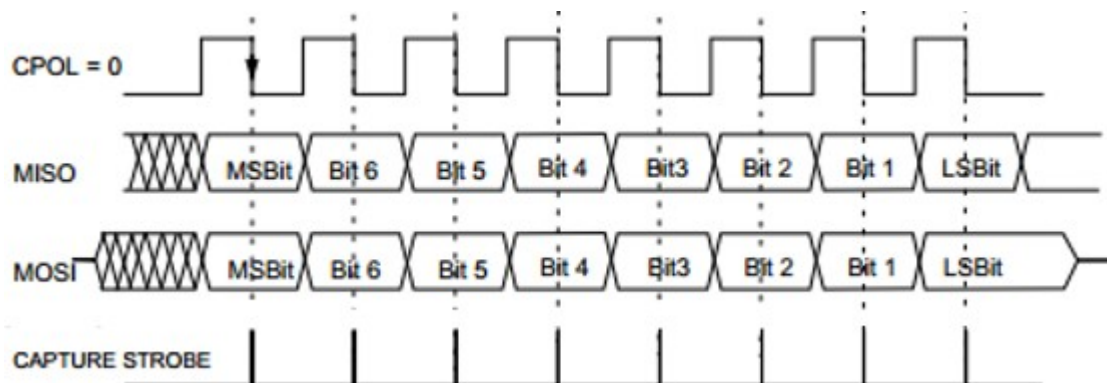 CPOL = 0
MISO MSBit Bit 6 Bit 5 Bit 4 Bit3 Bit 2 Bit 1 LSBit
MOSI MSBit Bit 6 Bit 5 Bit 4 Bit3 Bit 2 Bit 1 LSBit
CAPTURE STROBE